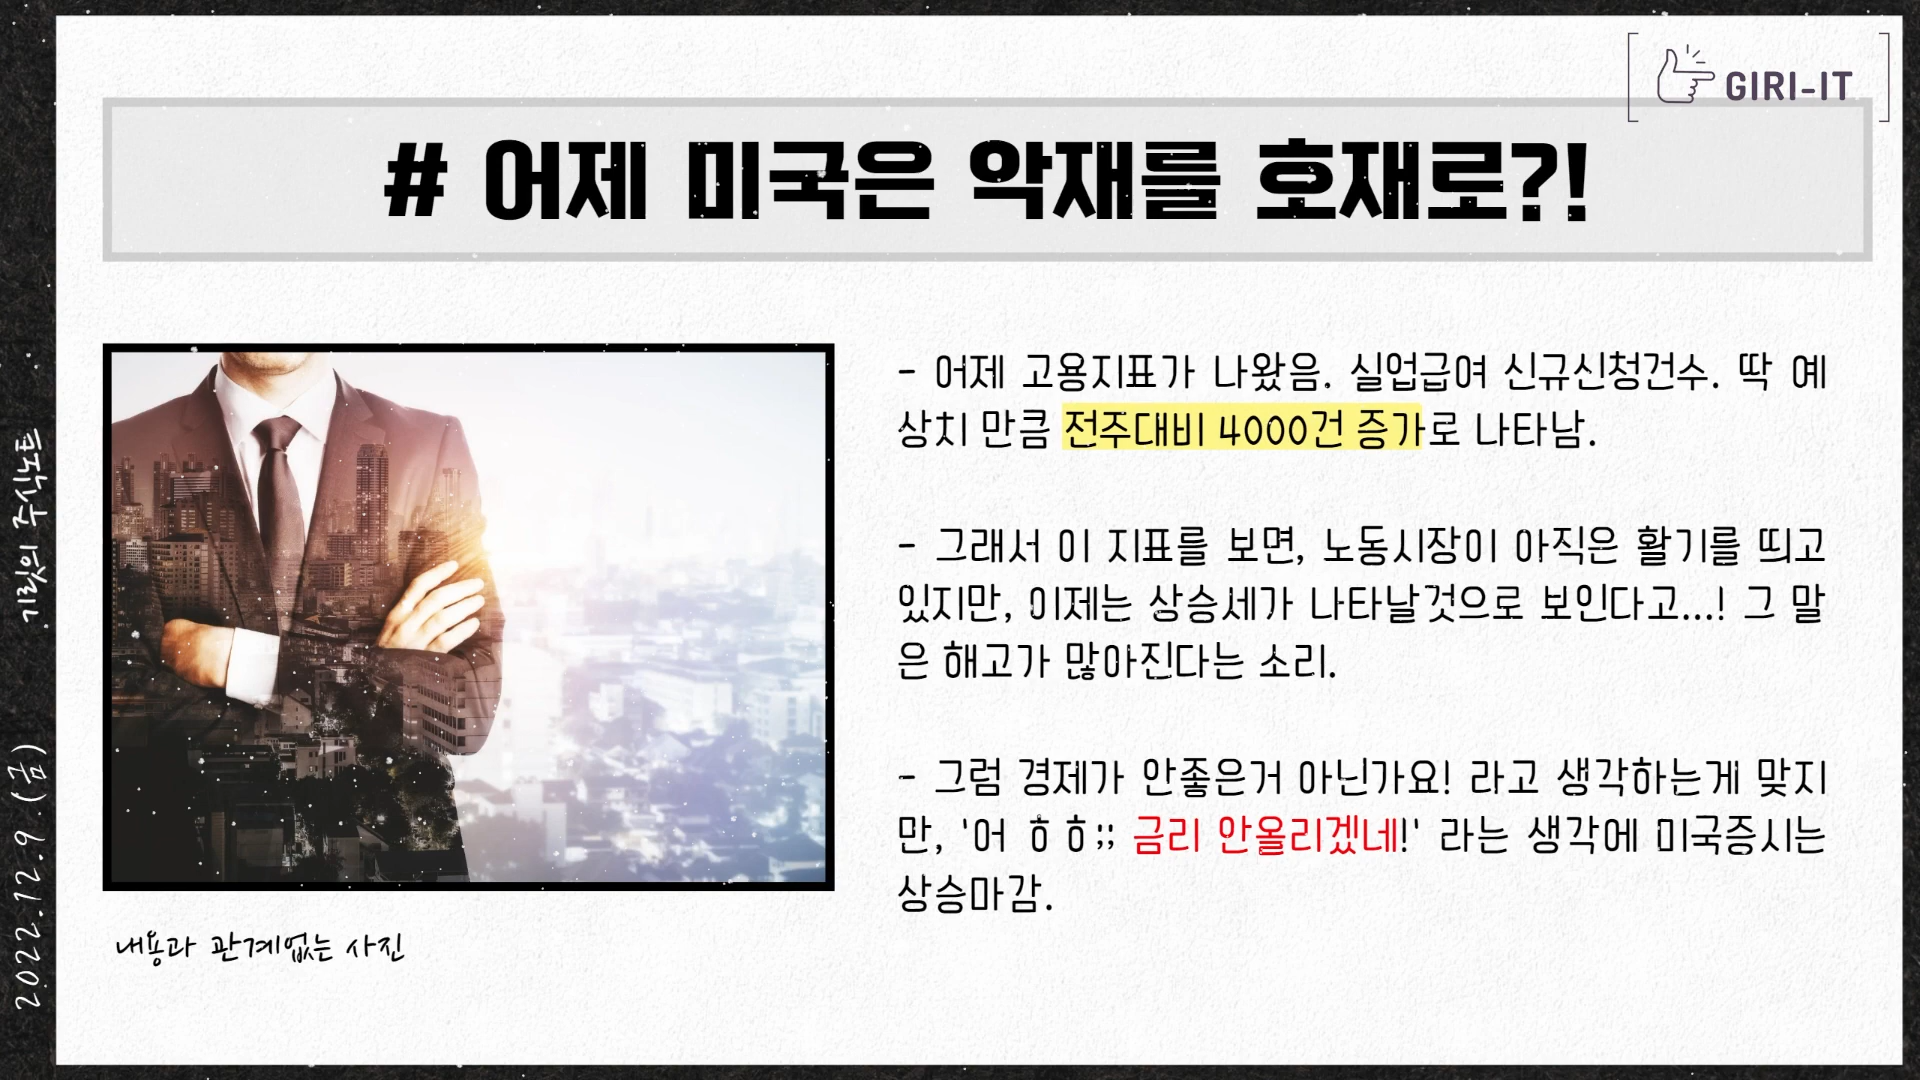 GIRI-IT
# 어제 미국은 악재를 호재로?!
- 어제 고용지표가 나왔음. 실업급여 신규신청건수. 딱 예
상치 만큼 전주대비 4000건 증가로 나타남.
- 그래서 이 지표를 보면, 노동시장이 아직은 활기를 띄고
있지만, 이제는 상승세가 나타날것으로 보인다고...! 그 말
은 해고가 많아진다는 소리.
- 그럼 경제가 안좋은거 아닌가요! 라고 생각하는게 맞지
만, '어 ㅎㅎ;; 금리 안올리겠네!' 라는 생각에 미국증시는
상승마감.
내용과 관계없는 사진
2022.12.9.(금) .기릿의 주식노트